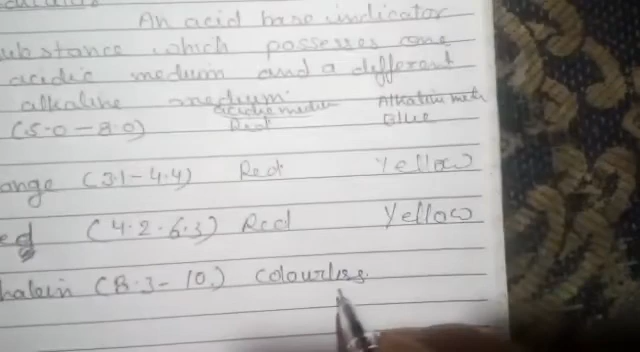 An acid base indicator
ubstance which possesses one
acidic medium and a different
alkaline medium.
acidic medium Alkaline
(5.0-8.0) Red Blue
ange (3.1-4.4) Red Yellow
ed (4.2-6.3) Red Yellow
halein (8.3-10) Colourless